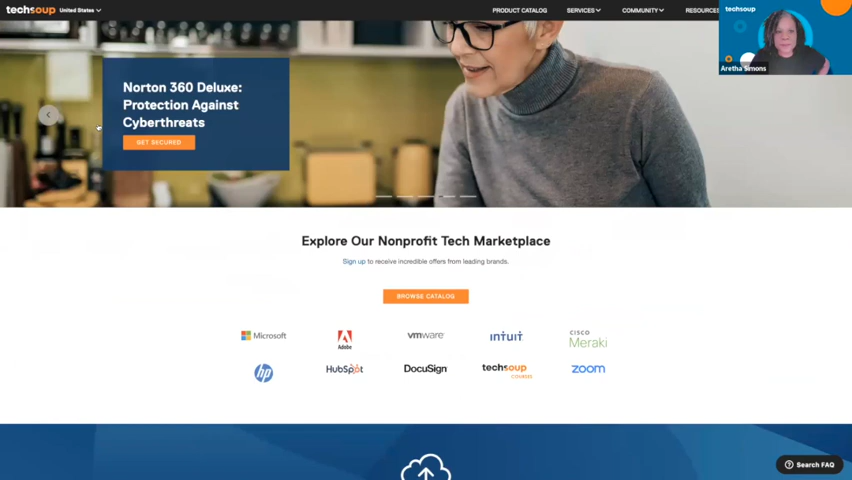 techsoup United States PRODUCT CATALOG SERVICES COMMUNITY RESOURCES
techsoup
Aretha Simons
Norton 360 Deluxe:
Protection Against
Cyberthreats
GET SECURED
Explore Our Nonprofit Tech Marketplace
Sign up to receive incredible offers from leading brands.
BROWSE CATALOG
Microsoft Adobe vmware intuit CISCO Meraki
hp HubSpot DocuSign techsoup COURSES zoom
Search FAQ